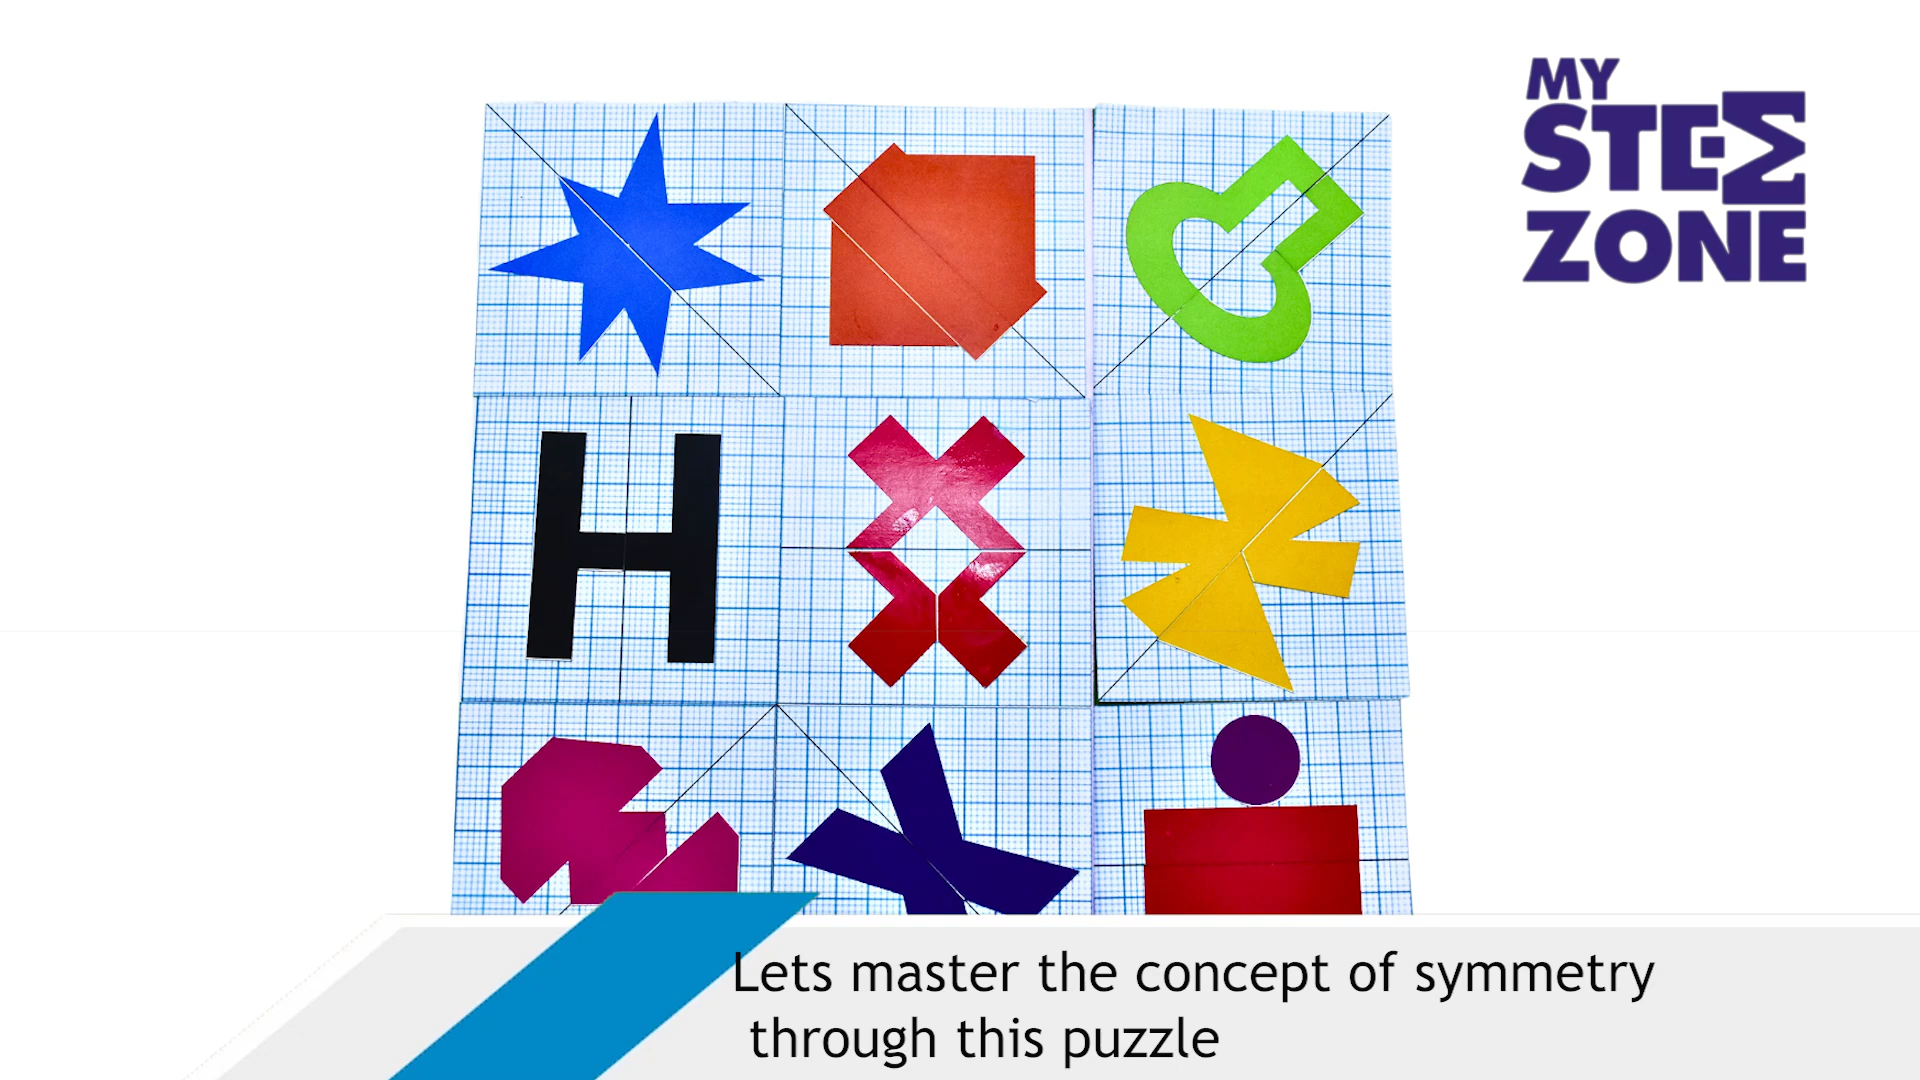 MY
STEM
ZONE
Lets master the concept of symmetry
through this puzzle